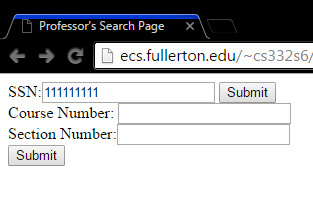 Professor's Search Page
ecs.fullerton.edu/~cs332s6/
SSN: 111111111 Submit
Course Number:
Section Number:
Submit